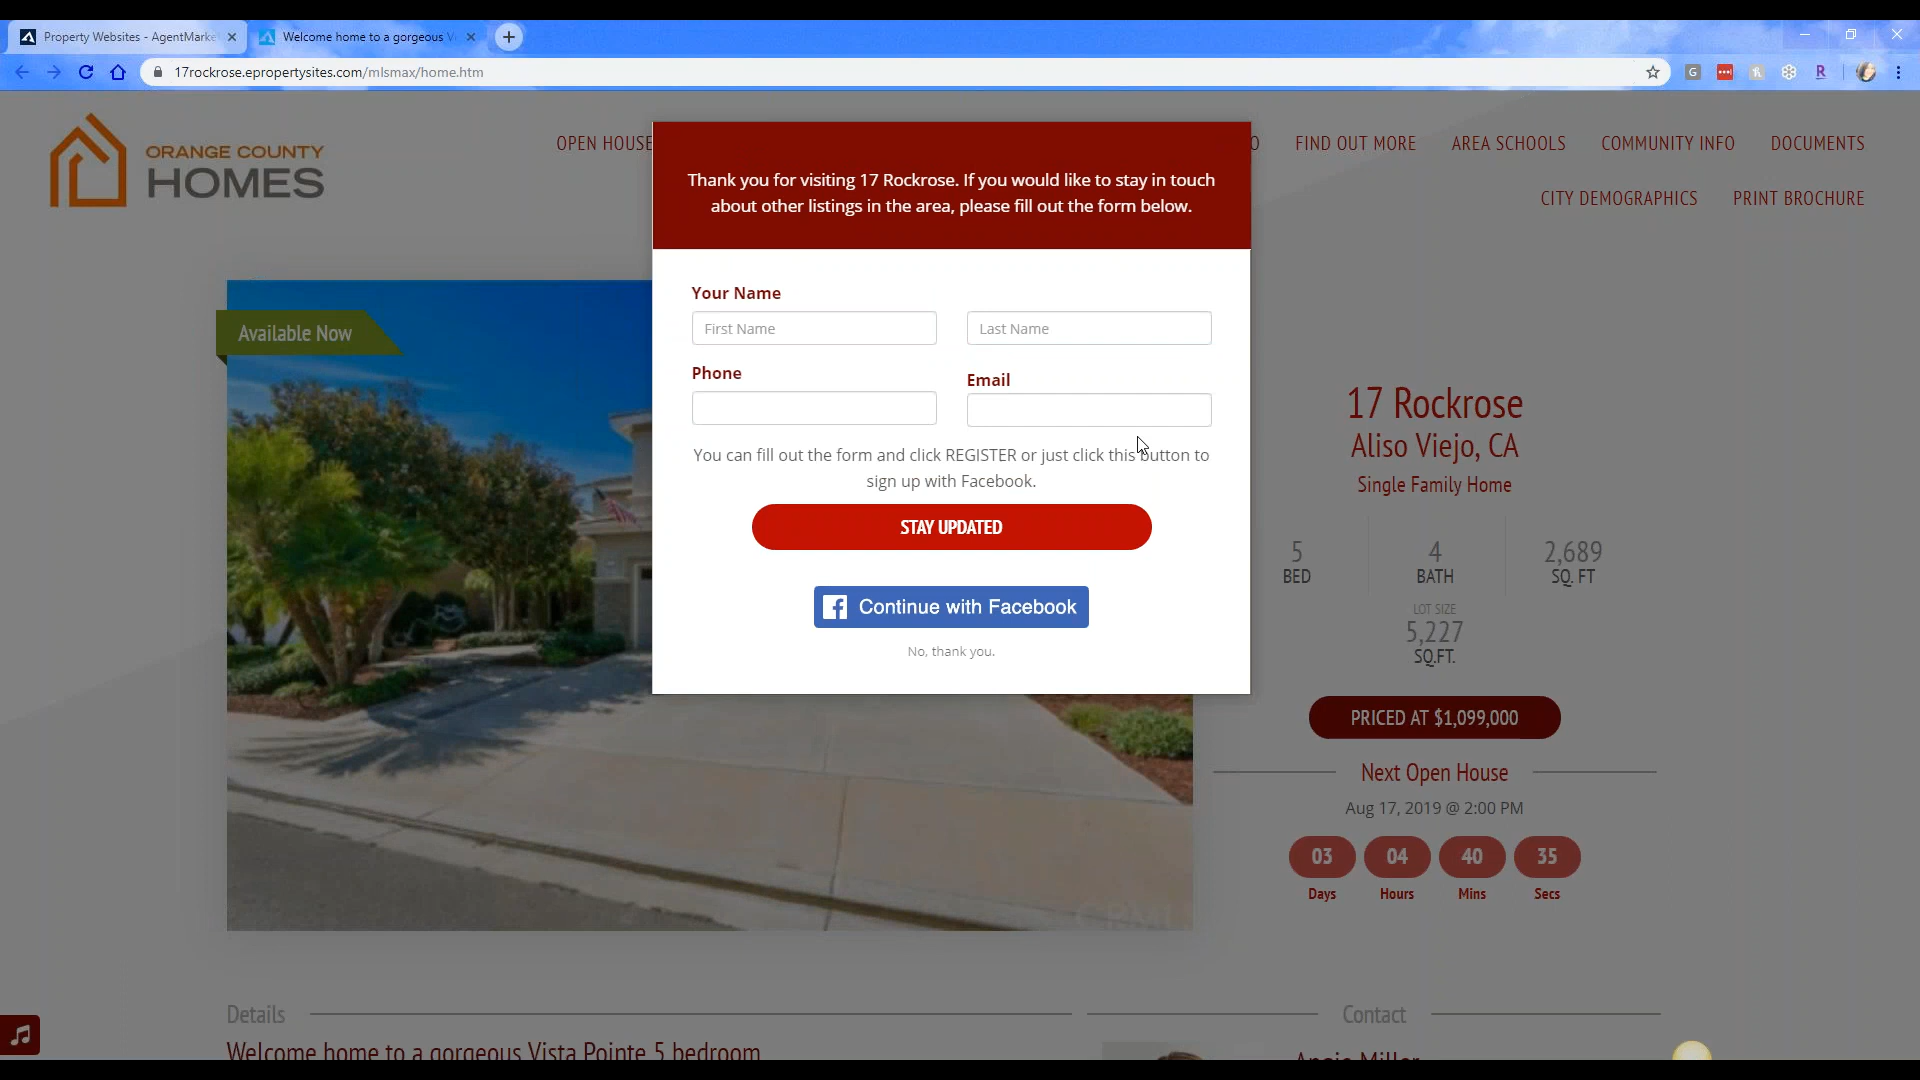 Property Websites - AgentMarke
Welcome home to a gorgeous V
17rockrose.epropertysites.com/mlsmax/home.htm
ORANGE COUNTY
HOMES
OPEN HOUSE
FIND OUT MORE
AREA SCHOOLS
COMMUNITY INFO
DOCUMENTS
CITY DEMOGRAPHICS
PRINT BROCHURE
Thank you for visiting 17 Rockrose. If you would like to stay in touch
about other listings in the area, please fill out the form below.
Your Name
First Name
Last Name
Phone
Email
You can fill out the form and click REGISTER or just click this button to
sign up with Facebook.
STAY UPDATED
Continue with Facebook
No, thank you.
Available Now
17 Rockrose
Aliso Viejo, CA
Single Family Home
5 4 2,689
BED BATH SQ. FT
LOT SIZE
5,227
SQ.FT.
PRICED AT $1,099,000
Next Open House
Aug 17, 2019 @ 2:00 PM
03 04 40 35
Days Hours Mins Secs
Details
Welcome home to a gorgeous Vista Pointe 5 bedroom
Contact
Angie Miller